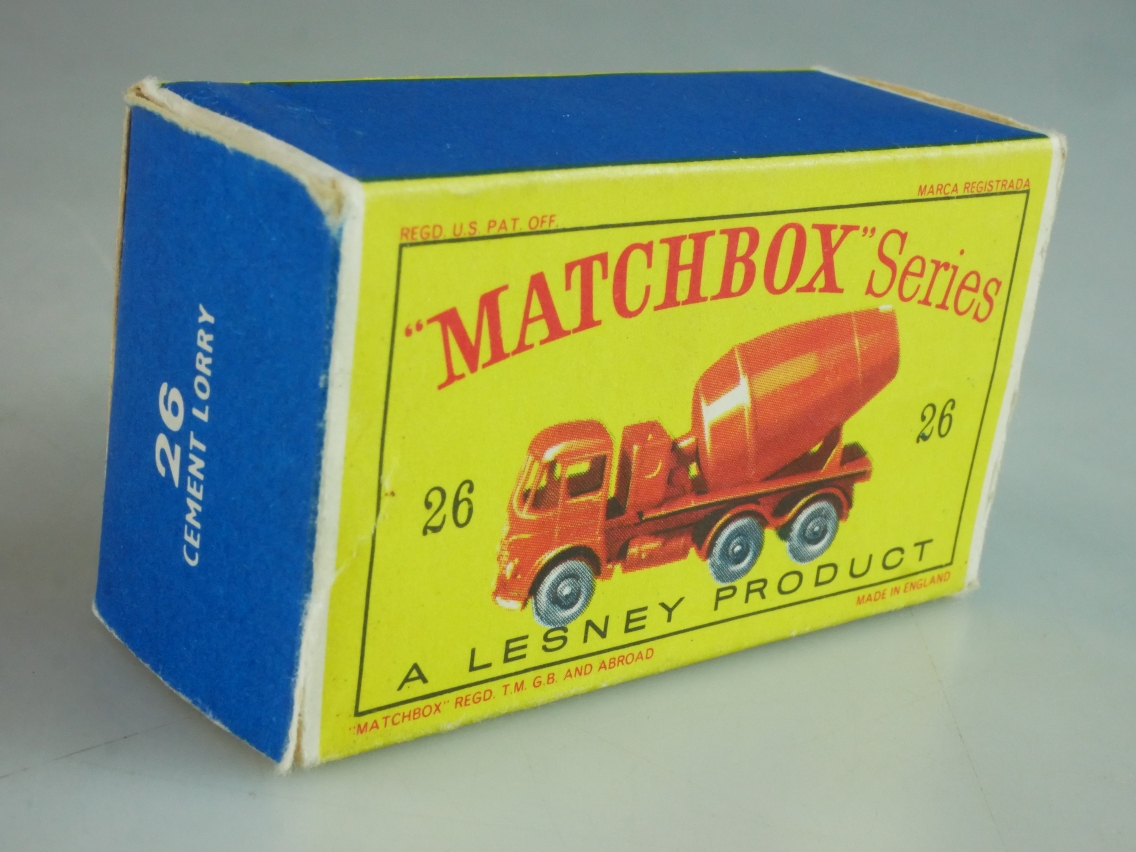 26
CEMENT LORRY
REGD. U.S. PAT. OFF.
MARCA REGISTRADA
"MATCHBOX" Series
26
26
A LESNEY PRODUCT
MADE IN ENGLAND
"MATCHBOX" REGD. T.M. G.B. AND ABROAD